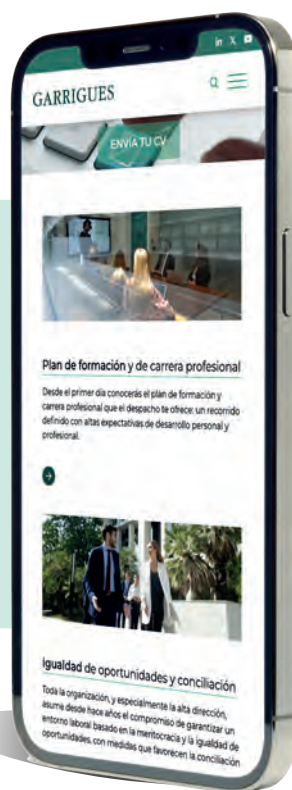 in X
GARRIGUES
ENVÍA TU CV
Plan de formación y de carrera profesional
Desde el primer día conocerás el plan de formación y
carrera profesional que el despacho te ofrece: un recorrido
definido con altas expectativas de desarrollo personal y
profesional.
Igualdad de oportunidades y conciliación
Toda la organización, y especialmente la alta dirección,
asume desde hace años el compromiso de garantizar un
entorno laboral basado en la meritocracia y la igualdad de
oportunidades, con medidas que favorecen la conciliación